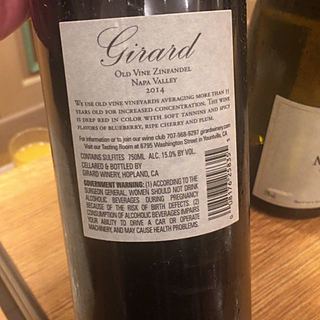 Girard
OLD VINE ZINFANDEL
NAPA VALLEY
2014
WE USE OLD VINE VINEYARDS AVERAGING MORE THAN
YEARS OLD FOR INCREASED CONCENTRATION. THE WINE
IS DEEP RED IN COLOR WITH SOFT TANNINS AND SPICY
FLAVORS OF BLUEBERRY, RIPE CHERRY AND PLUM.
For information or to join our wine club 707-968-9297 girardwinery.com
Visit our Tasting Room at 6795 Washington Street in Yountville, CA
CONTAINS SULFITES 750ML ALC. 15.0% BY VOL.
CELLARED & BOTTLED BY
GIRARD WINERY, HOPLAND, CA
GOVERNMENT WARNING: (1) ACCORDING TO THE
SURGEON GENERAL, WOMEN SHOULD NOT DRINK
ALCOHOLIC BEVERAGES DURING PREGNANCY
BECAUSE OF THE RISK OF BIRTH DEFECTS. (2)
CONSUMPTION OF ALCOHOLIC BEVERAGES IMPAIRS
YOUR ABILITY TO DRIVE A CAR OR OPERATE
MACHINERY, AND MAY CAUSE HEALTH PROBLEMS.